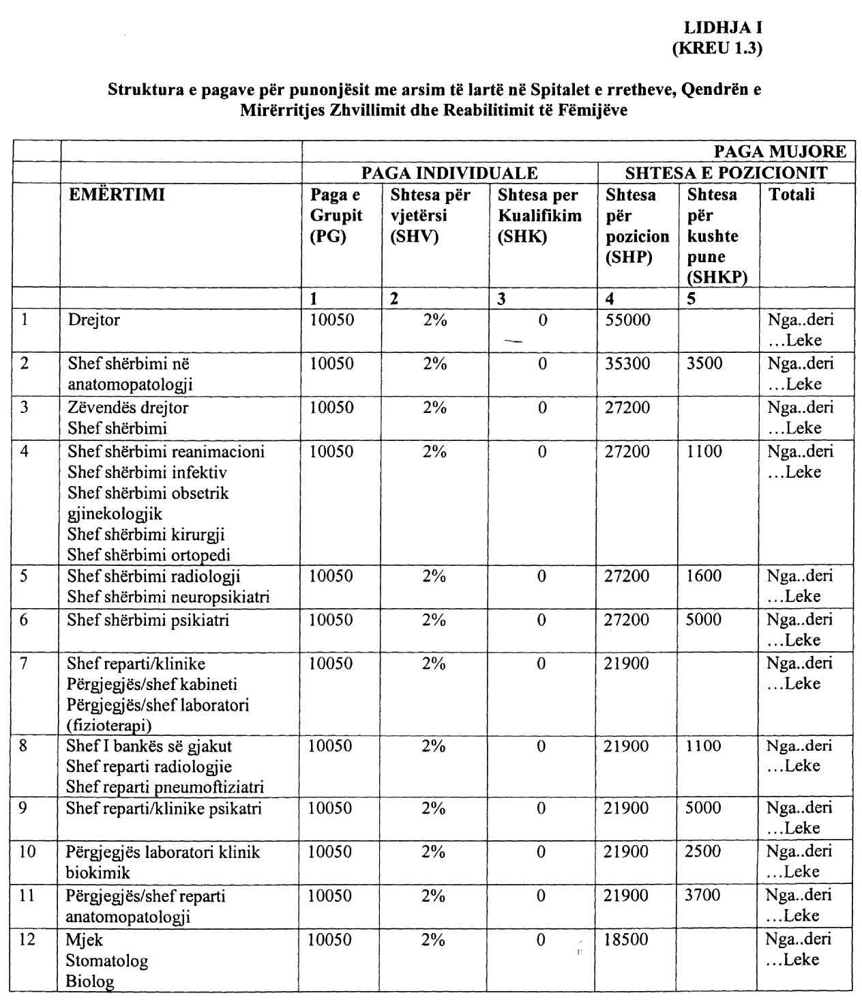 LIDHJA I
(KREU 1.3)
Struktura e pagave për punonjësit me arsim të lartë në Spitalet e rretheve, Qendrën e
Mirërritjes Zhvillimit dhe Reabilitimit të Fëmijëve
PAGA MUJORE
PAGA INDIVIDUALE SHTESA E POZICIONIT
EMËRTIMI Paga e Grupit (PG) Shtesa për vjetërsi (SHV) Shtesa per Kualifikim (SHK) Shtesa për pozicion (SHP) Shtesa për kushte pune (SHKP) Totali
1 2 3 4 5
1 Drejtor 10050 2% 0 55000 Nga..deri
...Leke
2 Shef shërbimi në 10050 2% 0 35300 3500 Nga..deri
anatomopatologji ...Leke
3 Zëvendës drejtor 10050 2% 0 27200 Nga..deri
Shef shërbimi ...Leke
4 Shef shërbimi reanimacioni 10050 2% 0 27200 1100 Nga..deri
Shef shërbimi infektiv ...Leke
Shef shërbimi obsetrik
gjinekologjik
Shef shërbimi kirurgji
Shef shërbimi ortopedi
5 Shef shërbimi radiologji 10050 2% 0 27200 1600 Nga..deri
Shef shërbimi neuropsikiatri ...Leke
6 Shef shërbimi psikiatri 10050 2% 0 27200 5000 Nga..deri
...Leke
7 Shef reparti/klinike 10050 2% 0 21900 Nga..deri
Përgjegjës/shef kabineti ...Leke
Përgjegjës/shef laboratori
(fizioterapi)
8 Shef I bankës së gjakut 10050 2% 0 21900 1100 Nga..deri
Shef reparti radiologjie ...Leke
Shef reparti pneumoftiziatri
9 Shef reparti/klinike psikatri 10050 2% 0 21900 5000 Nga..deri
...Leke
10 Përgjegjës laboratori klinik 10050 2% 0 21900 2500 Nga..deri
biokimik ...Leke
11 Përgjegjës/shef reparti 10050 2% 0 21900 3700 Nga..deri
anatomopatologji ...Leke
12 Mjek 10050 2% 0 18500 Nga..deri
Stomatolog ...Leke
Biolog